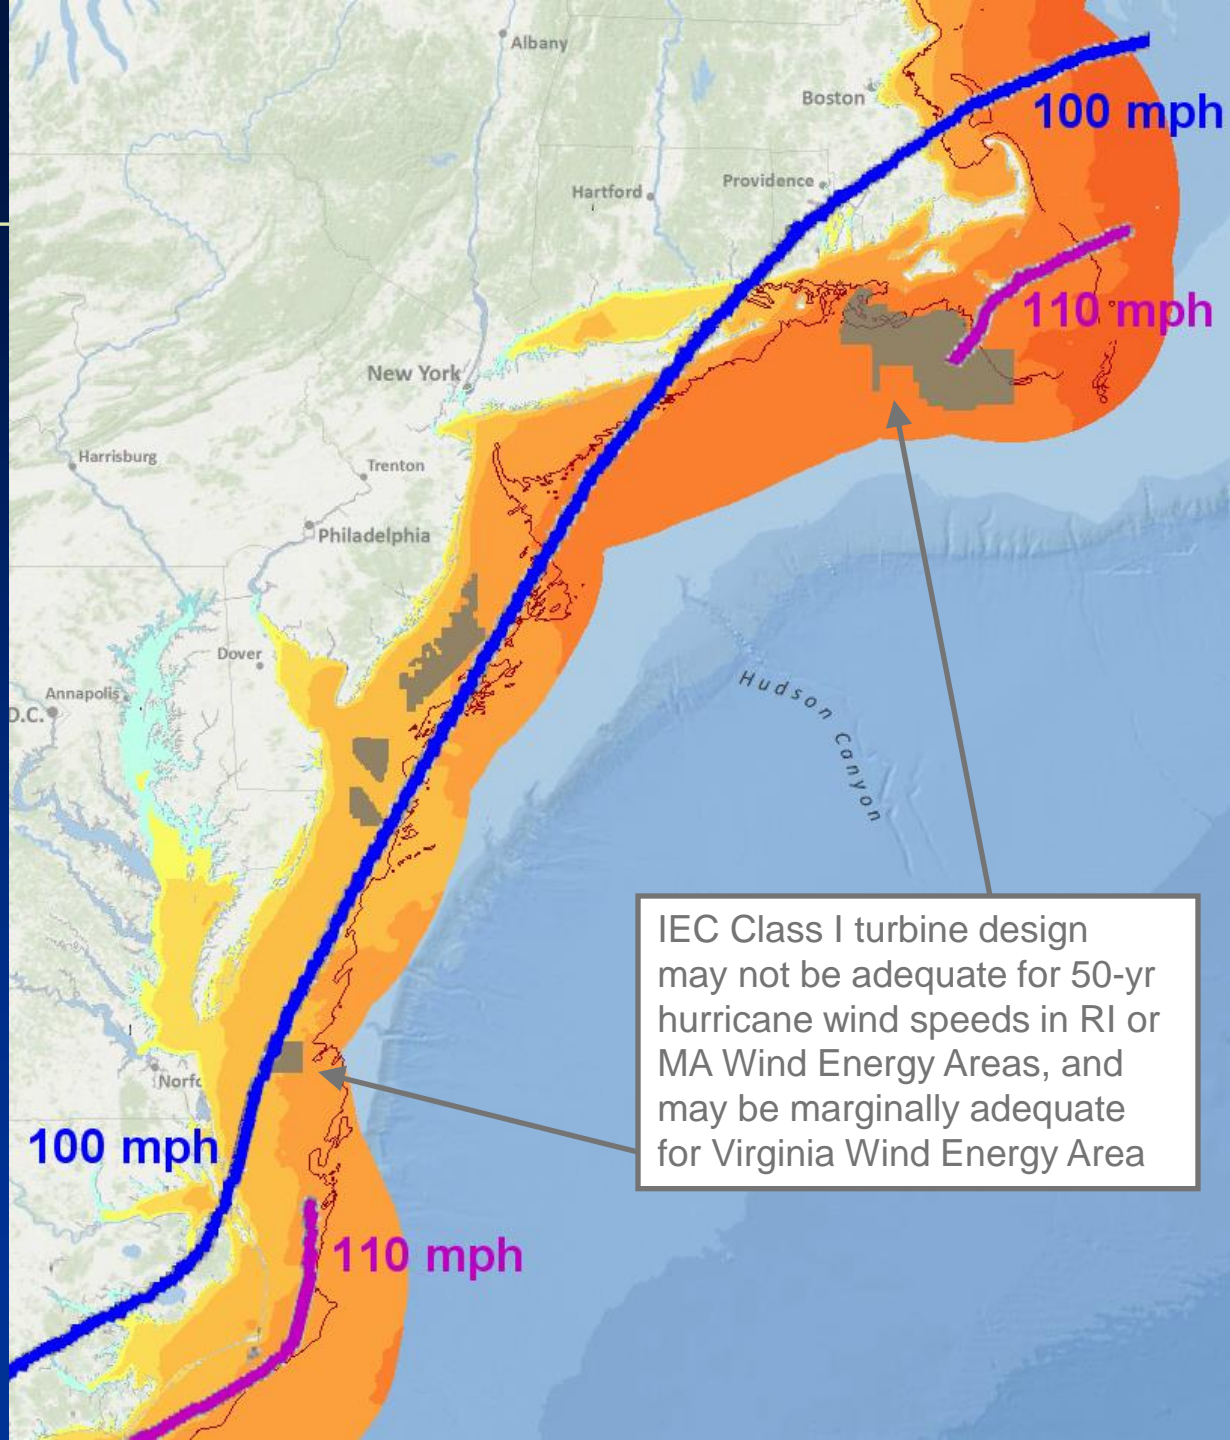 Albany
Boston
100 mph
Providence
Hartford
110 mph
New York
Harrisburg
Trenton
Philadelphia
Dover
Hudson Canyon
Annapolis
D.C.
IEC Class I turbine design
may not be adequate for 50-yr
hurricane wind speeds in RI or
MA Wind Energy Areas, and
may be marginally adequate
for Virginia Wind Energy Area
Norfo
100 mph
110 mph